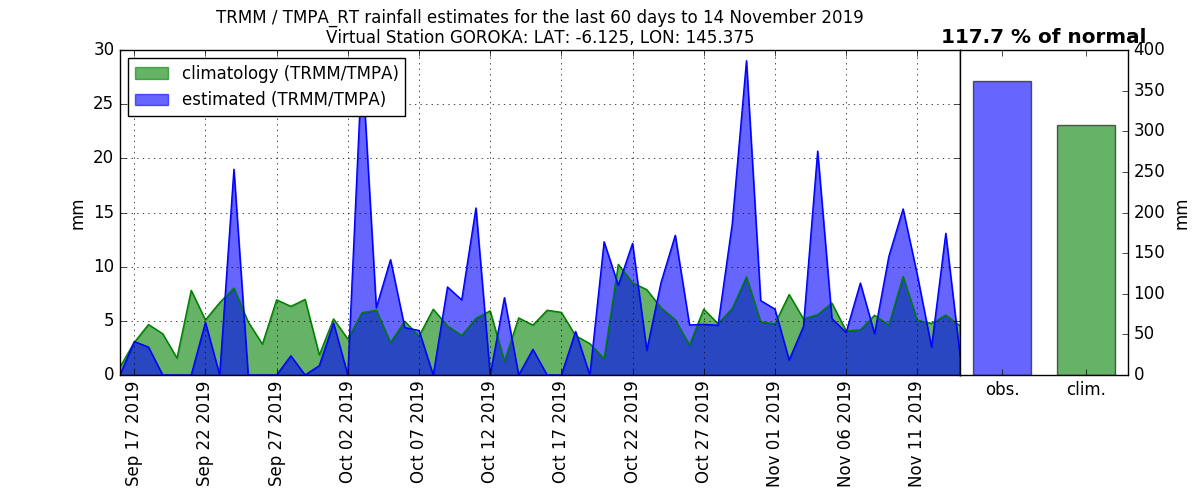 TRMM / TMPA_RT rainfall estimates for the last 60 days to 14 November 2019
Virtual Station GOROKA: LAT: -6.125, LON: 145.375
117.7 % of normal
climatology (TRMM/TMPA)
estimated (TRMM/TMPA)
30
25
20
15
10
5
0
mm
Sep 17 2019
Sep 22 2019
Sep 27 2019
Oct 02 2019
Oct 07 2019
Oct 12 2019
Oct 17 2019
Oct 22 2019
Oct 27 2019
Nov 01 2019
Nov 06 2019
Nov 11 2019
obs.
clim.
400
350
300
250
200
150
100
50
0
mm